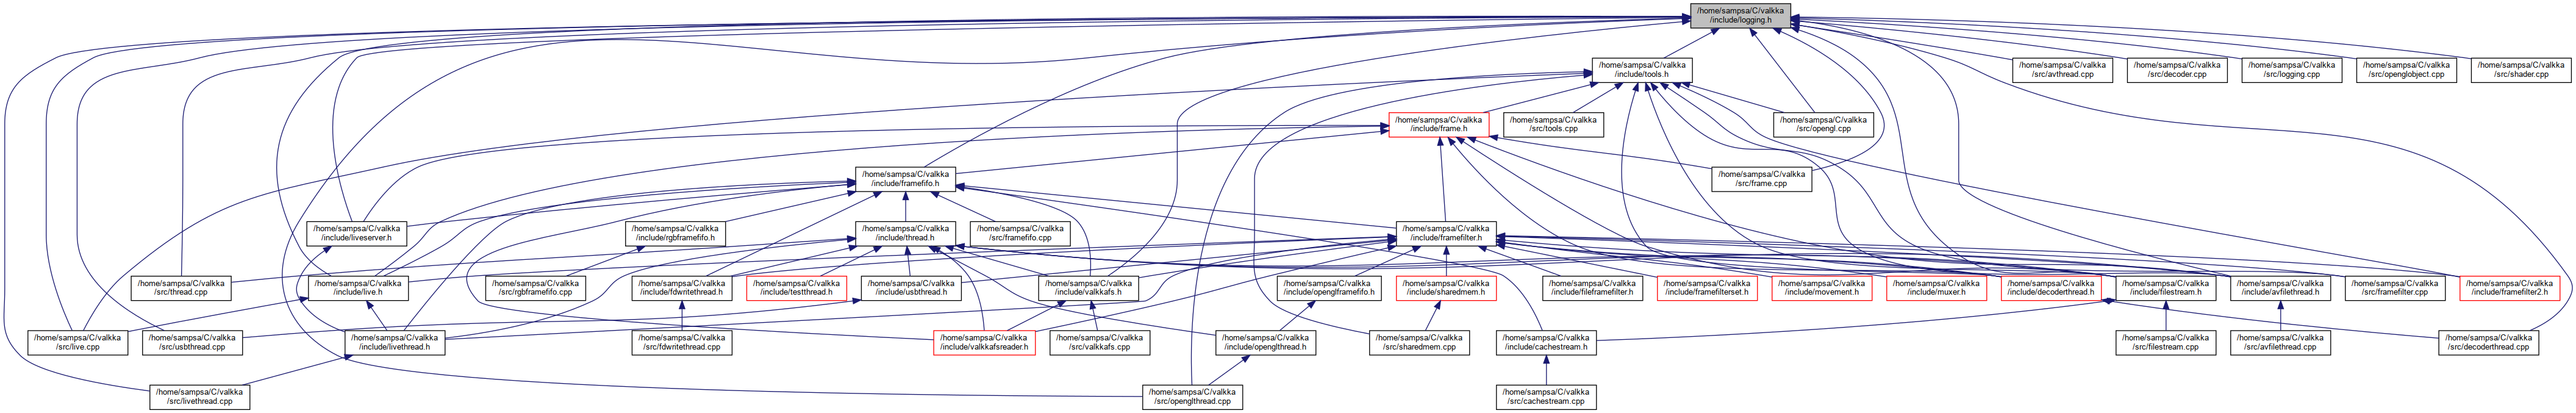 /home/sampsa/C/valkka
/include/logging.h
/home/sampsa/C/valkka
/include/tools.h
/home/sampsa/C/valkka
/src/avthread.cpp
/home/sampsa/C/valkka
/src/decoder.cpp
/home/sampsa/C/valkka
/src/logging.cpp
/home/sampsa/C/valkka
/src/openglobject.cpp
/home/sampsa/C/valkka
/src/shader.cpp
/home/sampsa/C/valkka
/include/frame.h
/home/sampsa/C/valkka
/src/tools.cpp
/home/sampsa/C/valkka
/src/opengl.cpp
/home/sampsa/C/valkka
/include/framefifo.h
/home/sampsa/C/valkka
/src/frame.cpp
/home/sampsa/C/valkka
/include/liveserver.h
/home/sampsa/C/valkka
/include/rgbframefifo.h
/home/sampsa/C/valkka
/include/thread.h
/home/sampsa/C/valkka
/src/framefifo.cpp
/home/sampsa/C/valkka
/include/framefilter.h
/home/sampsa/C/valkka
/src/thread.cpp
/home/sampsa/C/valkka
/include/live.h
/home/sampsa/C/valkka
/src/rgbframefifo.cpp
/home/sampsa/C/valkka
/include/fdwritethread.h
/home/sampsa/C/valkka
/include/testthread.h
/home/sampsa/C/valkka
/include/usbthread.h
/home/sampsa/C/valkka
/include/valkkafs.h
/home/sampsa/C/valkka
/include/openglframefifo.h
/home/sampsa/C/valkka
/include/sharedmem.h
/home/sampsa/C/valkka
/include/fileframefilter.h
/home/sampsa/C/valkka
/include/framefilterset.h
/home/sampsa/C/valkka
/include/movement.h
/home/sampsa/C/valkka
/include/muxer.h
/home/sampsa/C/valkka
/include/decoderthread.h
/home/sampsa/C/valkka
/include/filestream.h
/home/sampsa/C/valkka
/include/avfilethread.h
/home/sampsa/C/valkka
/src/framefilter.cpp
/home/sampsa/C/valkka
/include/framefilter2.h
/home/sampsa/C/valkka
/src/live.cpp
/home/sampsa/C/valkka
/src/usbthread.cpp
/home/sampsa/C/valkka
/include/livethread.h
/home/sampsa/C/valkka
/src/fdwritethread.cpp
/home/sampsa/C/valkka
/include/valkkafsreader.h
/home/sampsa/C/valkka
/src/valkkafs.cpp
/home/sampsa/C/valkka
/include/openglthread.h
/home/sampsa/C/valkka
/src/sharedmem.cpp
/home/sampsa/C/valkka
/include/cachestream.h
/home/sampsa/C/valkka
/src/filestream.cpp
/home/sampsa/C/valkka
/src/avfilethread.cpp
/home/sampsa/C/valkka
/src/decoderthread.cpp
/home/sampsa/C/valkka
/src/livethread.cpp
/home/sampsa/C/valkka
/src/openglthread.cpp
/home/sampsa/C/valkka
/src/cachestream.cpp